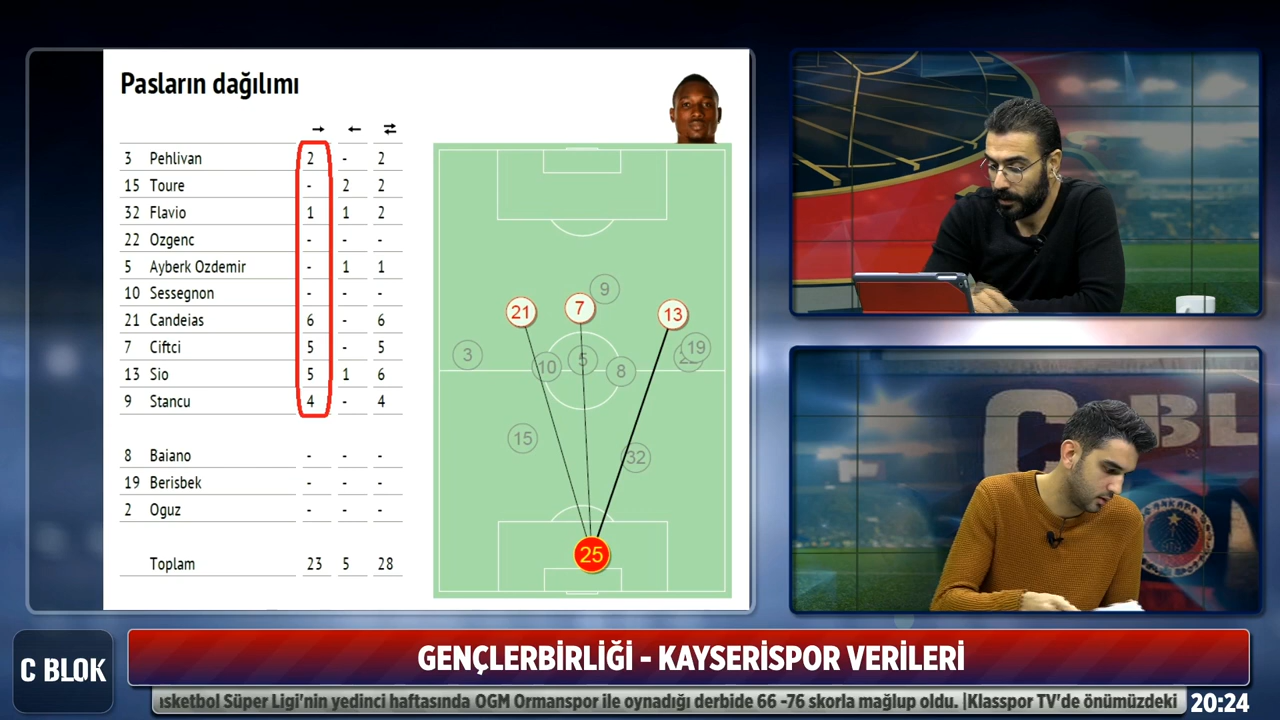 Pasların dağılımı
→ ← ⇄
3 Pehlivan 2 - 2
15 Toure - 2 2
32 Flavio 1 1 2
22 Ozgenc - - -
5 Ayberk Ozdemir - 1 1
10 Sessegnon - - -
21 Candeias 6 - 6
7 Ciftci 5 - 5
13 Sio 5 1 6
9 Stancu 4 - 4
8 Baiano - - -
19 Berisbek - - -
2 Oguz - - -
Toplam 23 5 28
9
21 7 13
3 10 5 8 19
15 32
25
C BL
C BLOK
GENÇLERBİRLİĞİ - KAYSERİSPOR VERİLERİ
ısketbol Süper Ligi'nin yedinci haftasında OGM Ormanspor ile oynadığı derbide 66 -76 skorla mağlup oldu. |Klasspor TV'de önümüzdeki
20:24